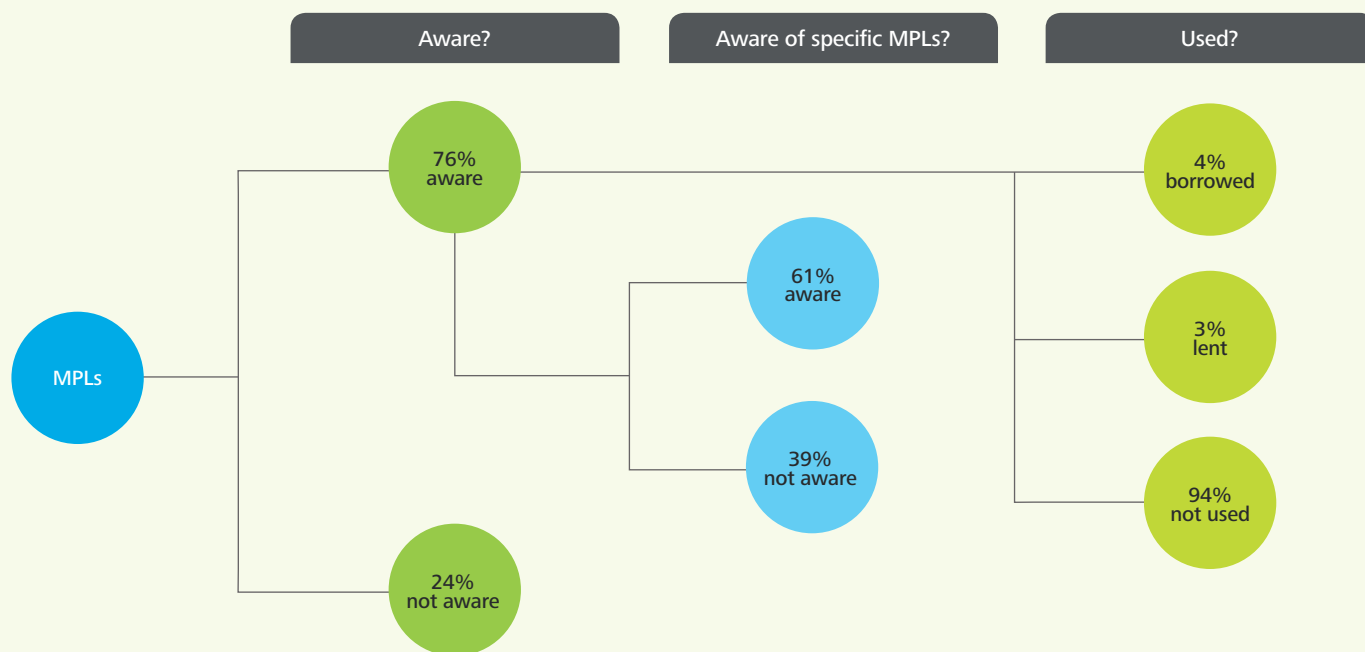 Aware?
Aware of specific MPLs?
Used?
76%
aware
4%
borrowed
61%
aware
3%
lent
MPLs
39%
not aware
94%
not used
24%
not aware